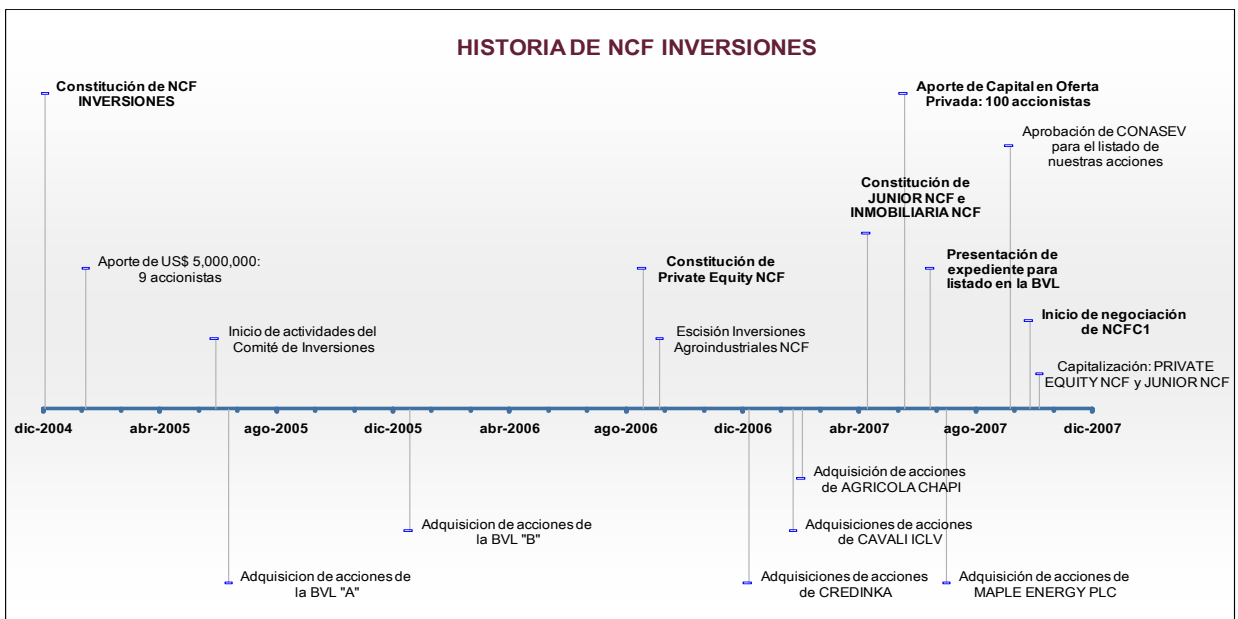 HISTORIA DE NCF INVERSIONES
Constitución de NCF
INVERSIONES
Aporte de US$ 5,000,000:
9 accionistas
Inicio de actividades del
Comité de Inversiones
Constitución de
Private Equity NCF
Escisión Inversiones
Agroindustriales NCF
Aporte de Capital en Oferta
Privada: 100 accionistas
Aprobación de CONASEV
para el listado de
nuestras acciones
Constitución de
JUNIOR NCF e
INMOBILIARIA NCF
Presentación de
expediente para
listado en la BVL
Inicio de negociación
de NCFC1
Capitalización: PRIVATE
EQUITY NCF y JUNIOR NCF
dic-2004 abr-2005 ago-2005 dic-2005 abr-2006 ago-2006 dic-2006 abr-2007 ago-2007 dic-2007
Adquisicion de acciones de
la BVL "A"
Adquisicion de acciones de
la BVL "B"
Adquisición de acciones
de AGRICOLA CHAPI
Adquisiciones de acciones
de CAVALI ICLV
Adquisiciones de acciones
de CREDINKA
Adquisición de acciones de
MAPLE ENERGY PLC